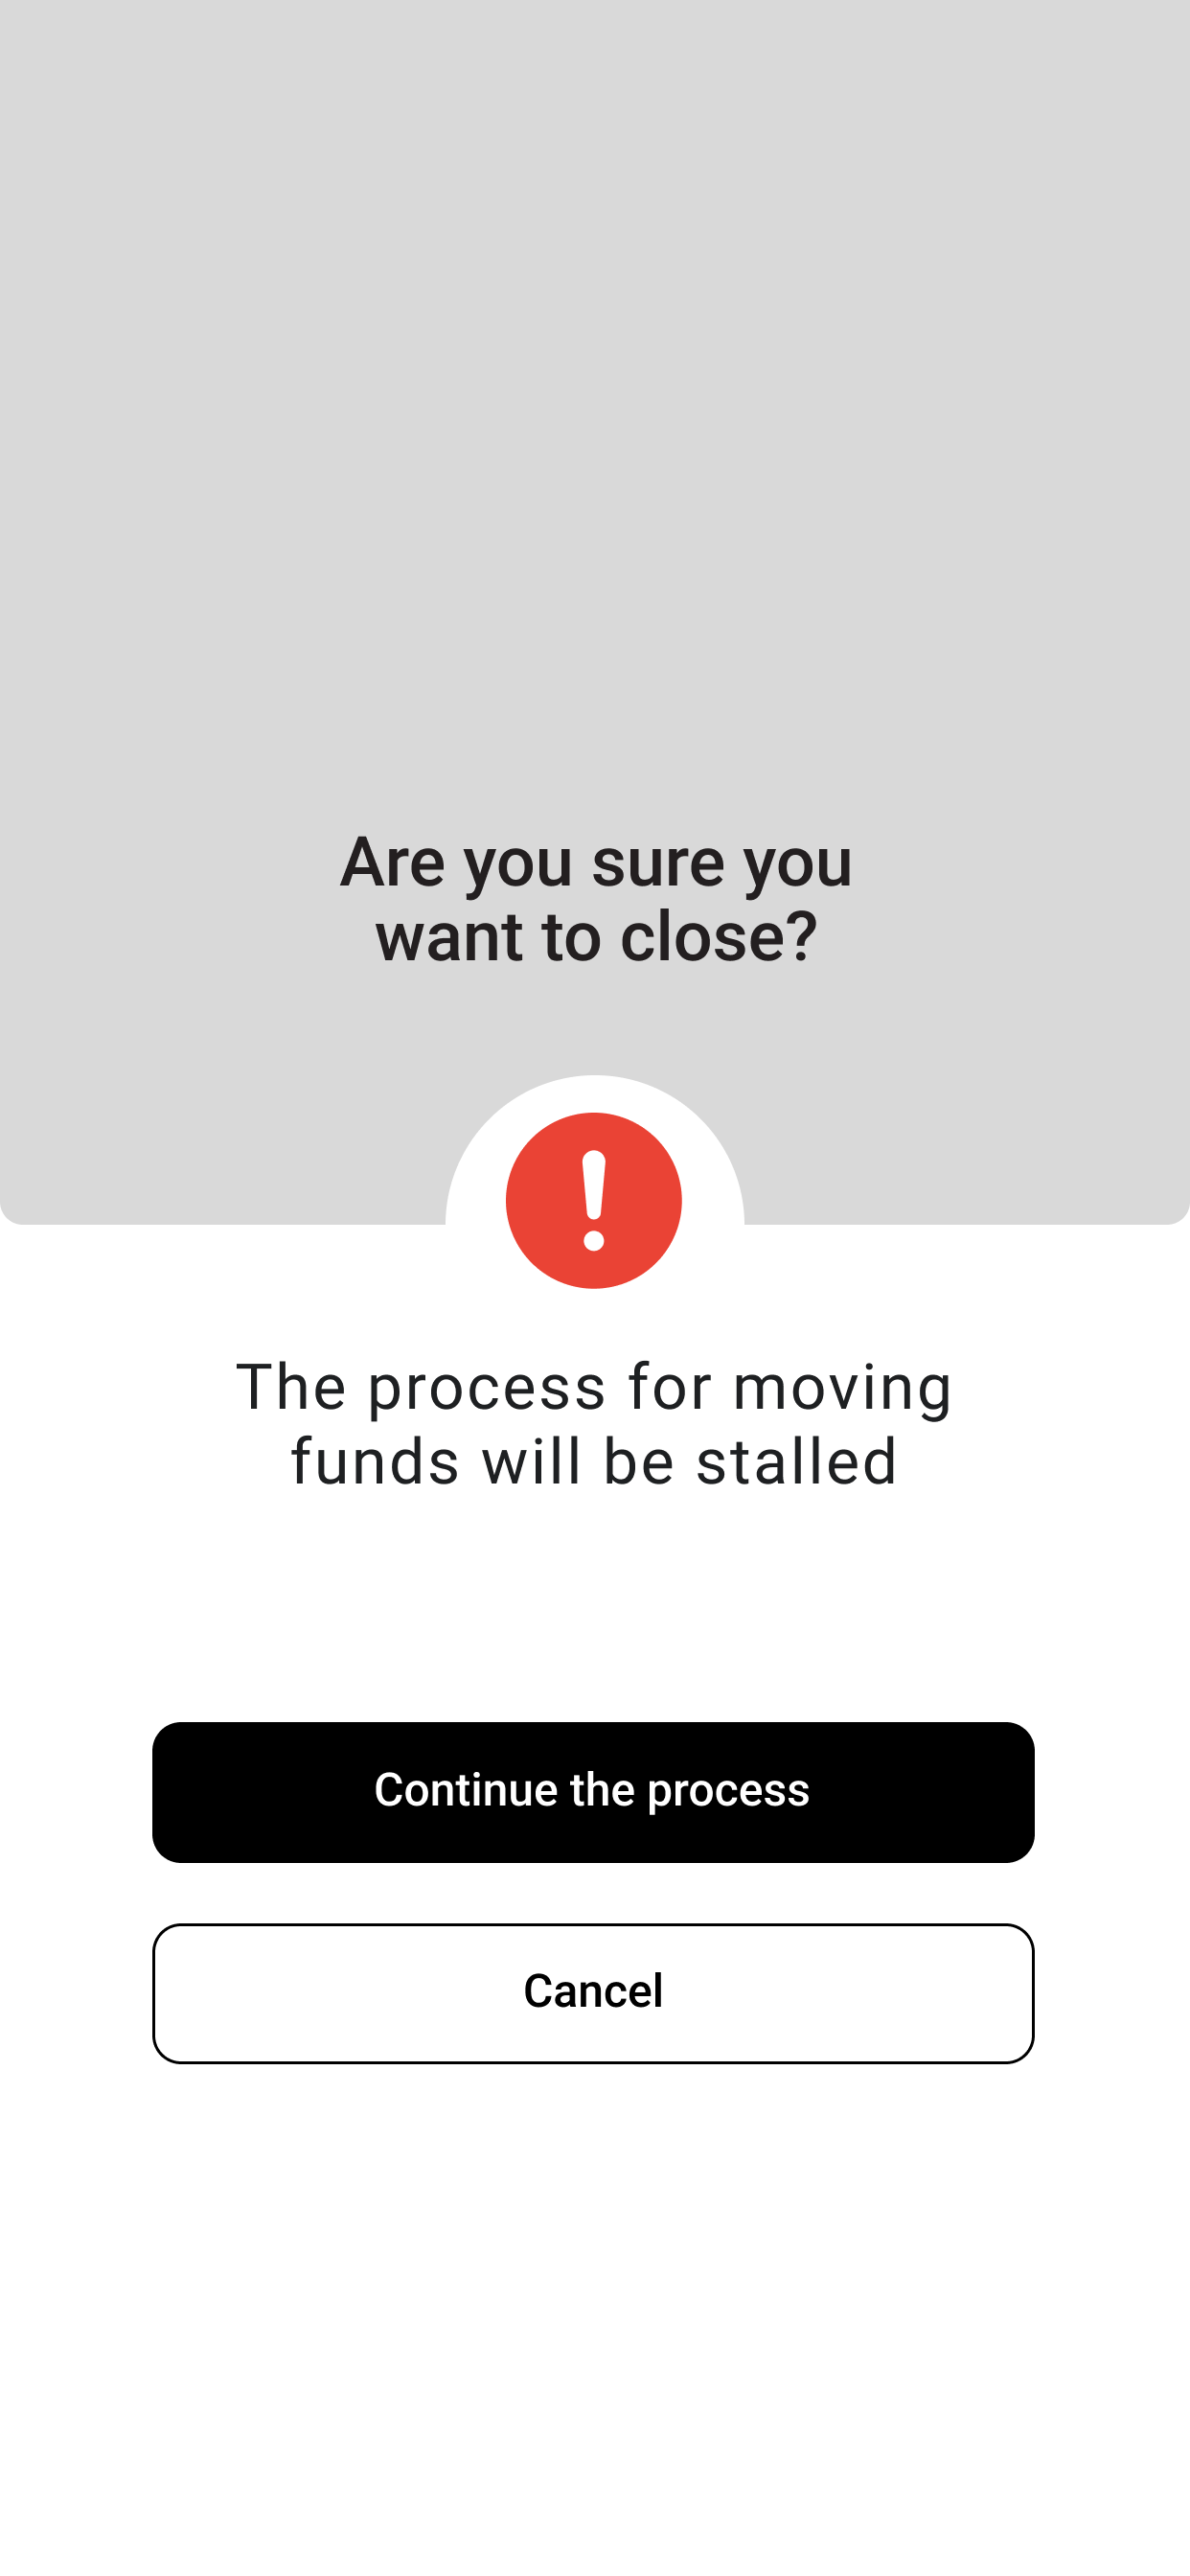 Are you sure you
want to close?
The process for moving
funds will be stalled
Continue the process
Cancel